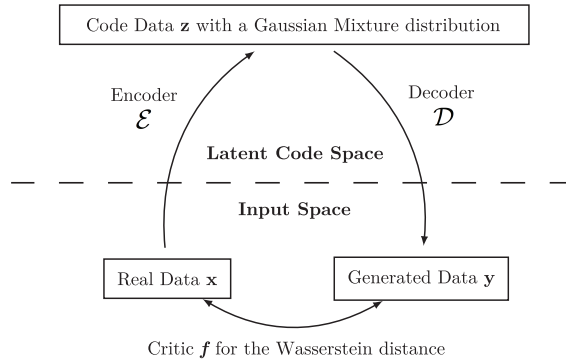 Code Data z with a Gaussian Mixture distribution
Encoder
ℰ
Decoder
𝒟
Latent Code Space
Input Space
Real Data x
Generated Data y
Critic f for the Wasserstein distance